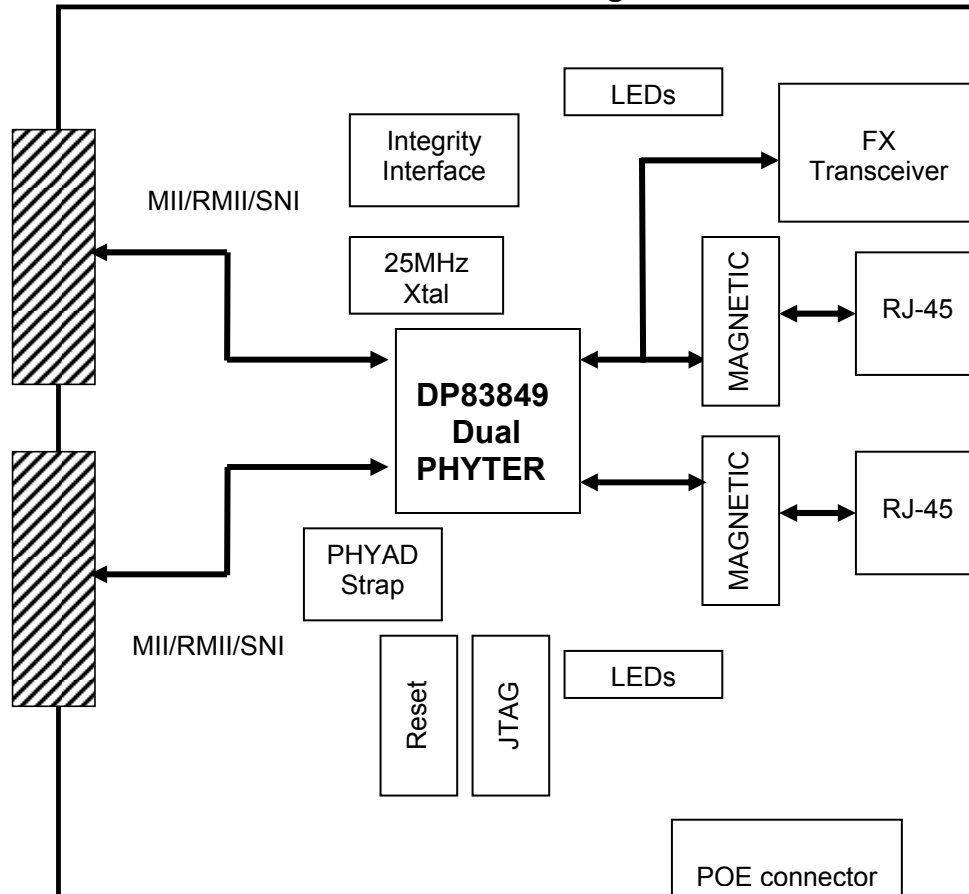 LEDs
FX
Transceiver
Integrity
Interface
MII/RMII/SNI
25MHz
Xtal
MAGNETIC
RJ-45
DP83849
Dual
PHYTER
MAGNETIC
RJ-45
PHYAD
Strap
MII/RMII/SNI
Reset
JTAG
LEDs
POE connector